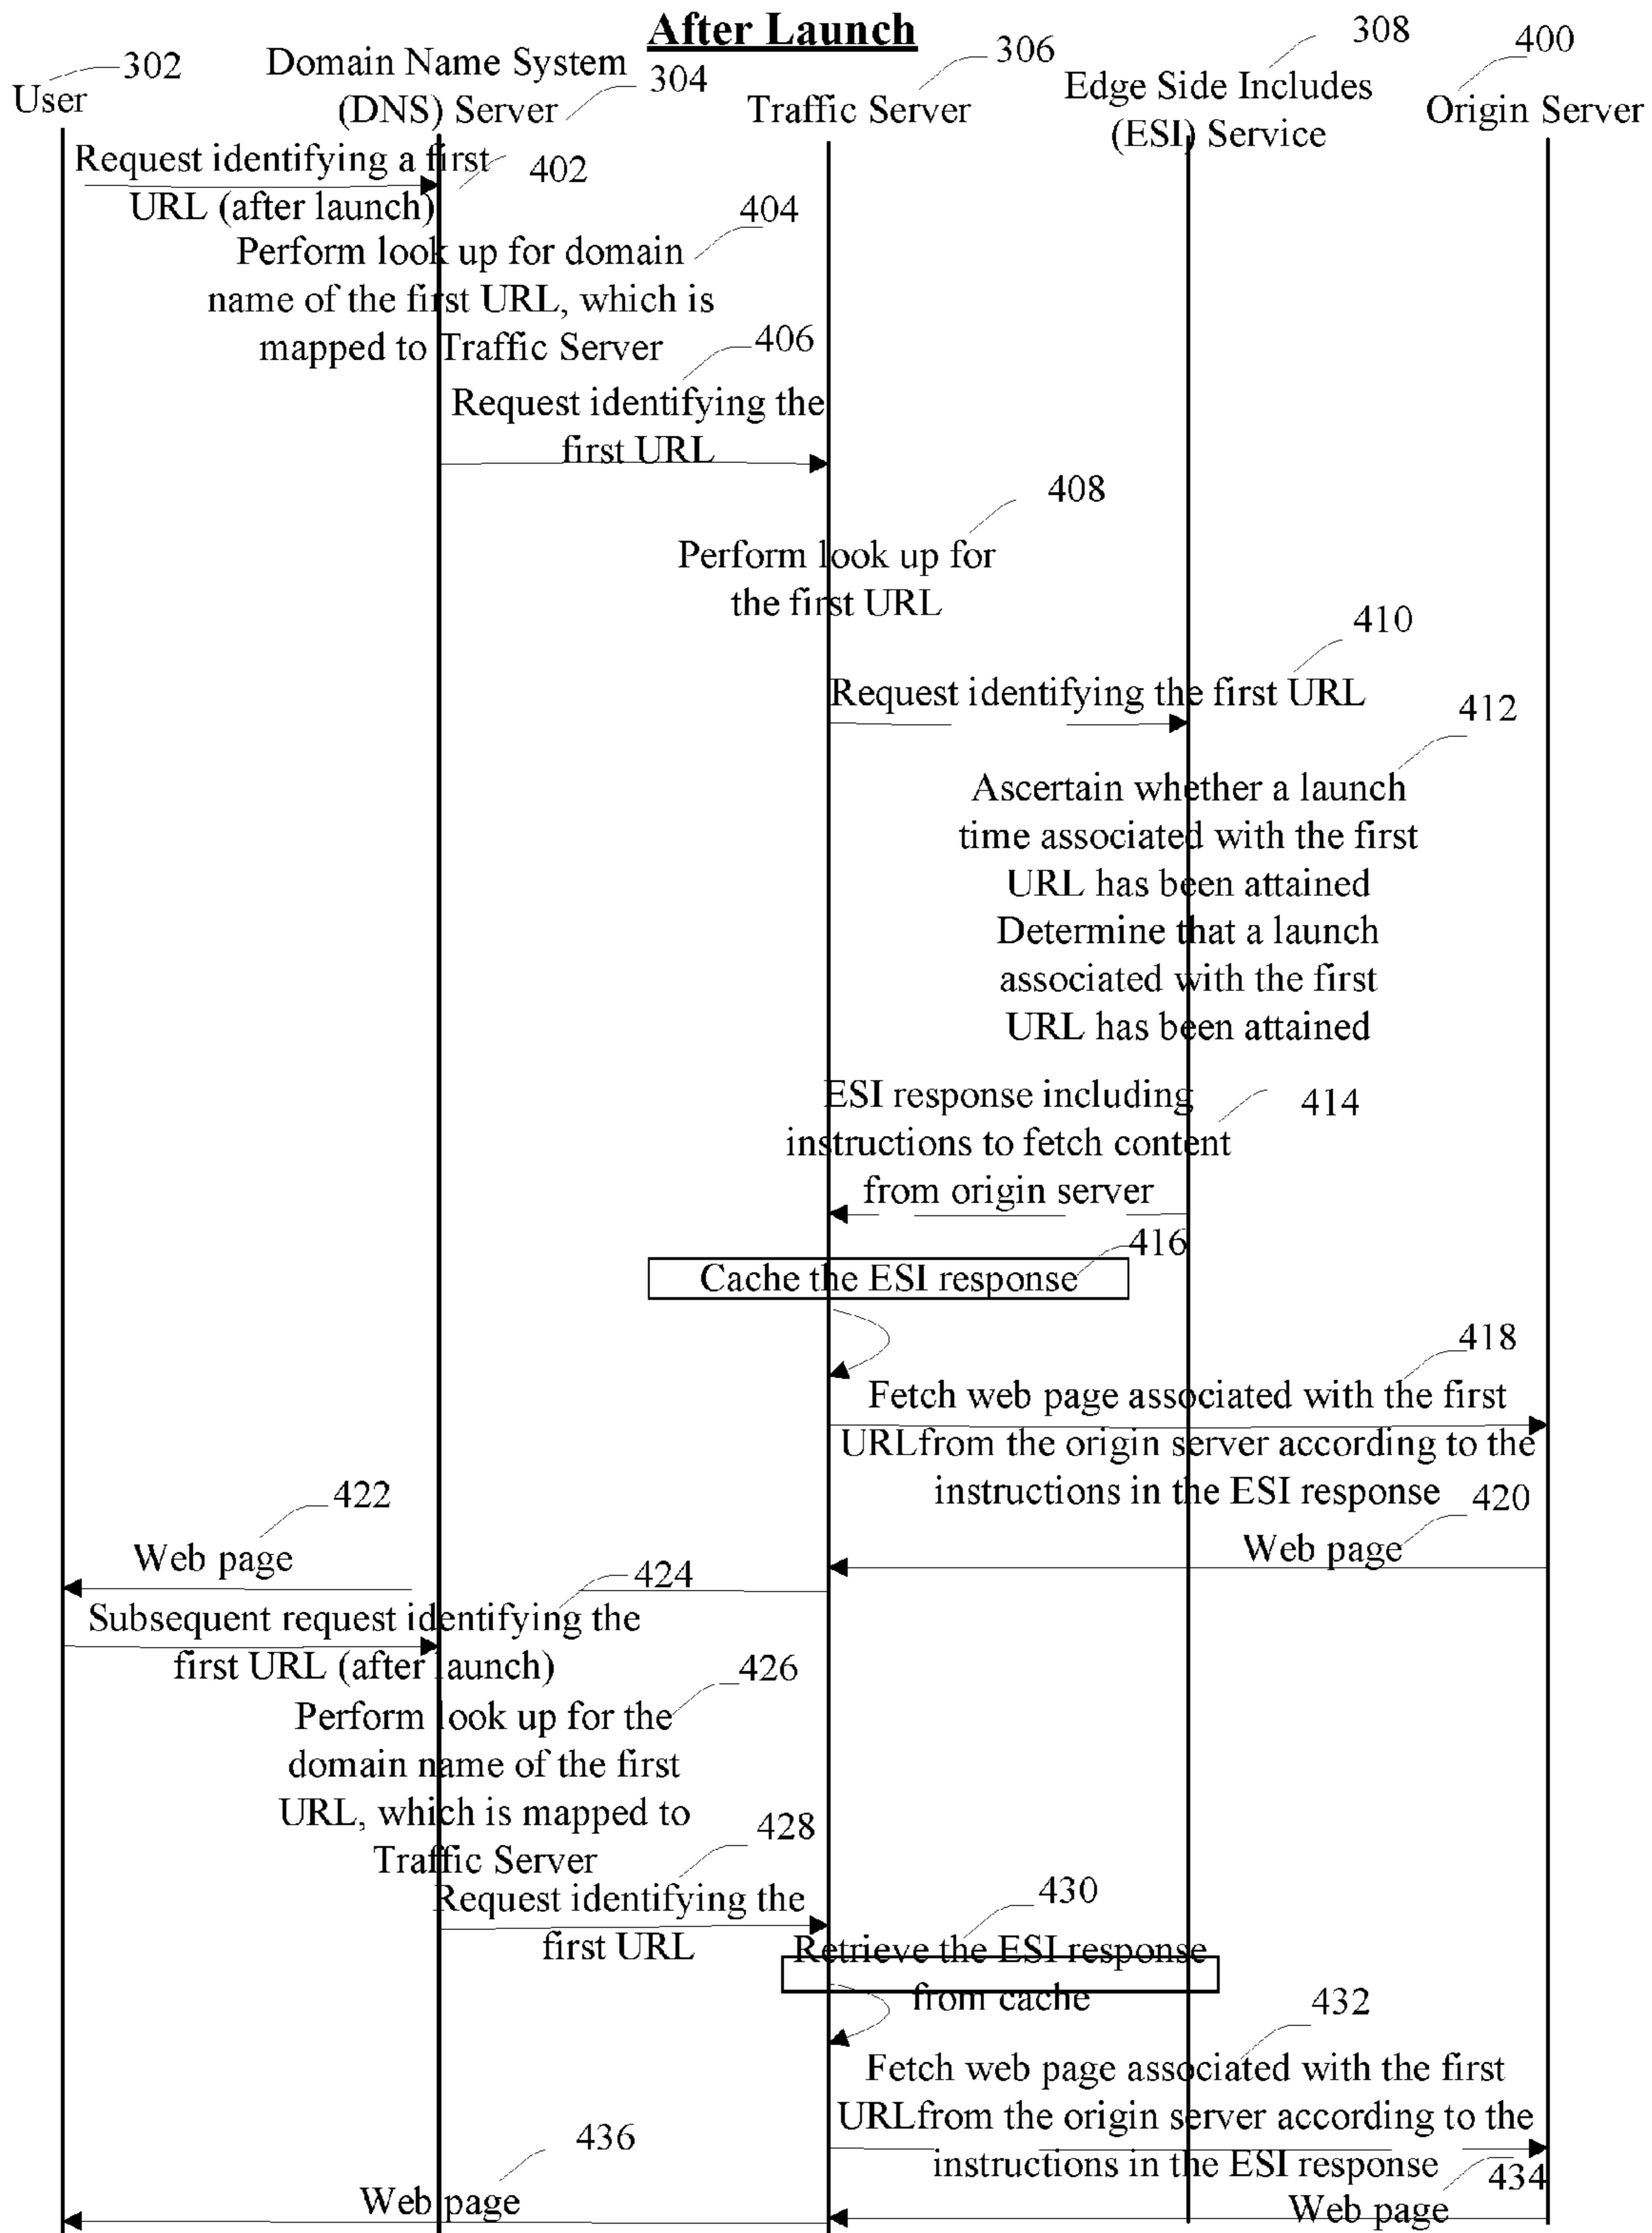 After Launch
302
User
Domain Name System
(DNS) Server
304
306
Traffic Server
308
Edge Side Includes
(ESI) Service
400
Origin Server
Request identifying a first
URL (after launch)
402
404
Perform look up for domain
name of the first URL, which is
mapped to Traffic Server
406
Request identifying the
first URL
408
Perform look up for
the first URL
410
Request identifying the first URL
412
Ascertain whether a launch
time associated with the first
URL has been attained
Determine that a launch
associated with the first
URL has been attained
ESI response including
instructions to fetch content
from origin server
414
416
Cache the ESI response
418
Fetch web page associated with the first
URLfrom the origin server according to the
instructions in the ESI response
420
Web page
422
Web page
424
Subsequent request identifying the
first URL (after launch)
426
Perform look up for the
domain name of the first
URL, which is mapped to
Traffic Server
428
Request identifying the
first URL
430
Retrieve the ESI response
from cache
432
Fetch web page associated with the first
URLfrom the origin server according to the
instructions in the ESI response
434
Web page
436
Web page